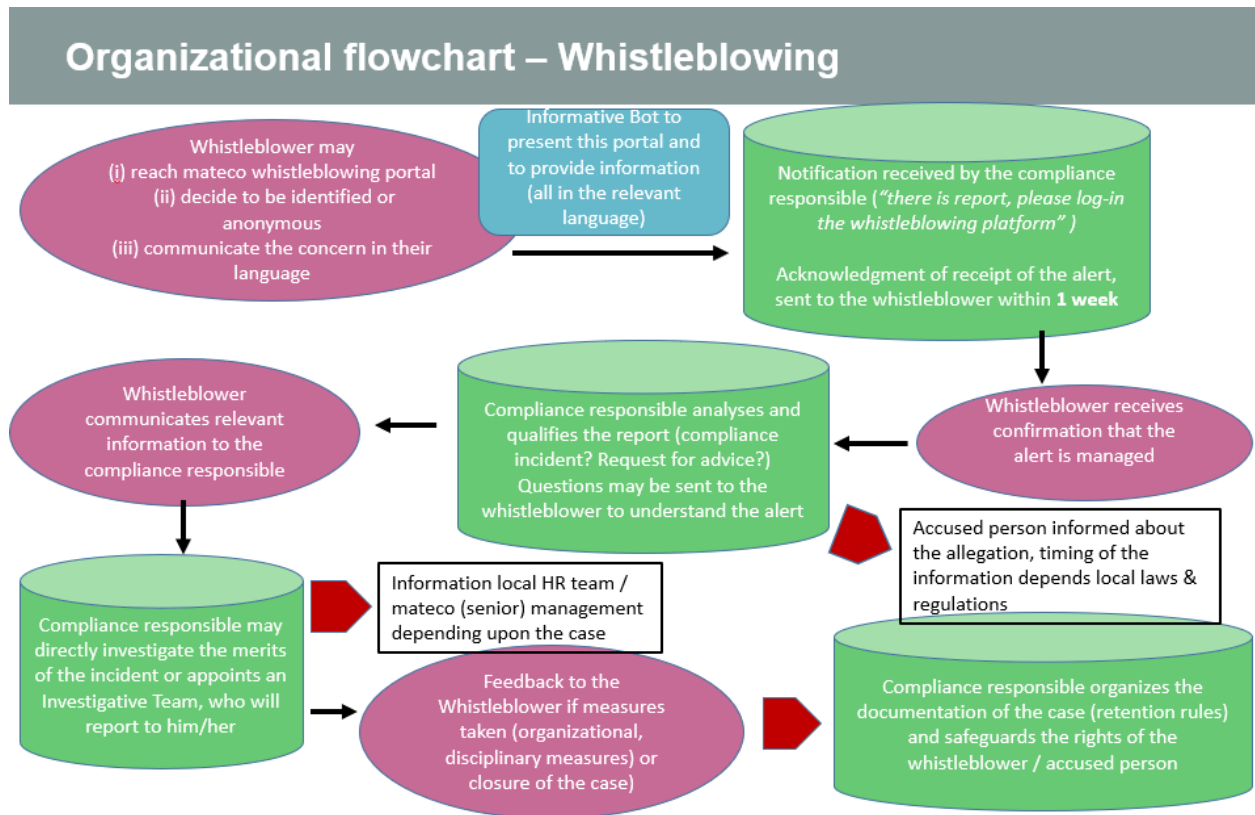 Organizational flowchart – Whistleblowing
Whistleblower may
(i) reach mateco whistleblowing portal
(ii) decide to be identified or
anonymous
(iii) communicate the concern in their
language
Informative Bot to
present this portal and
to provide information
(all in the relevant
language)
Notification received by the compliance
responsible (“there is report, please log-in
the whistleblowing platform” )
Acknowledgment of receipt of the alert,
sent to the whistleblower within 1 week
Whistleblower receives
confirmation that the
alert is managed
Compliance responsible analyses and
qualifies the report (compliance
incident? Request for advice?)
Questions may be sent to the
whistleblower to understand the alert
Whistleblower
communicates relevant
information to the
compliance responsible
Accused person informed about
the allegation, timing of the
information depends local laws &
regulations
Compliance responsible may
directly investigate the merits
of the incident or appoints an
Investigative Team, who will
report to him/her
Information local HR team /
mateco (senior) management
depending upon the case
Feedback to the
Whistleblower if measures
taken (organizational,
disciplinary measures) or
closure of the case)
Compliance responsible organizes the
documentation of the case (retention rules)
and safeguards the rights of the
whistleblower / accused person